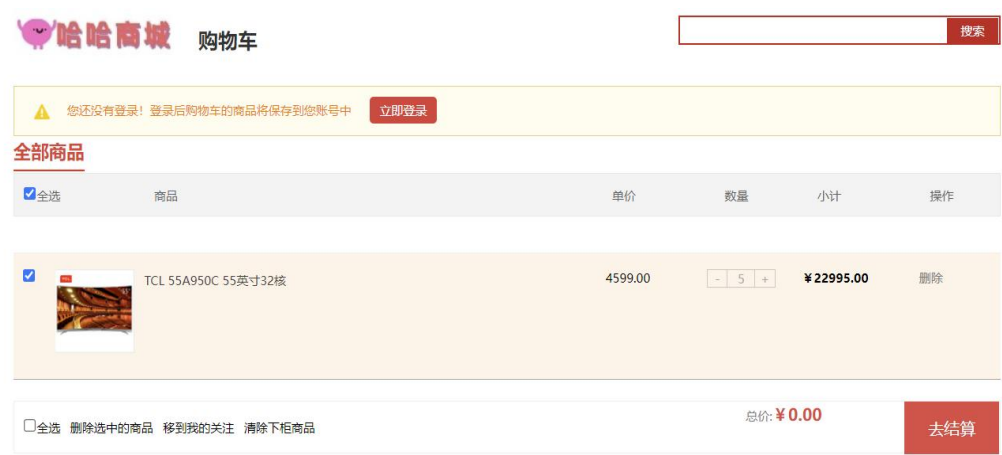 哈哈商城 购物车 搜索
您还没有登录！登录后购物车的商品将保存到您账号中 立即登录
全部商品
全选 商品 单价 数量 小计 操作
TCL 55A950C 55英寸32核 4599.00 - 5 + ¥22995.00 删除
全选 删除选中的商品 移到我的关注 清除下柜商品 总价:¥0.00 去结算